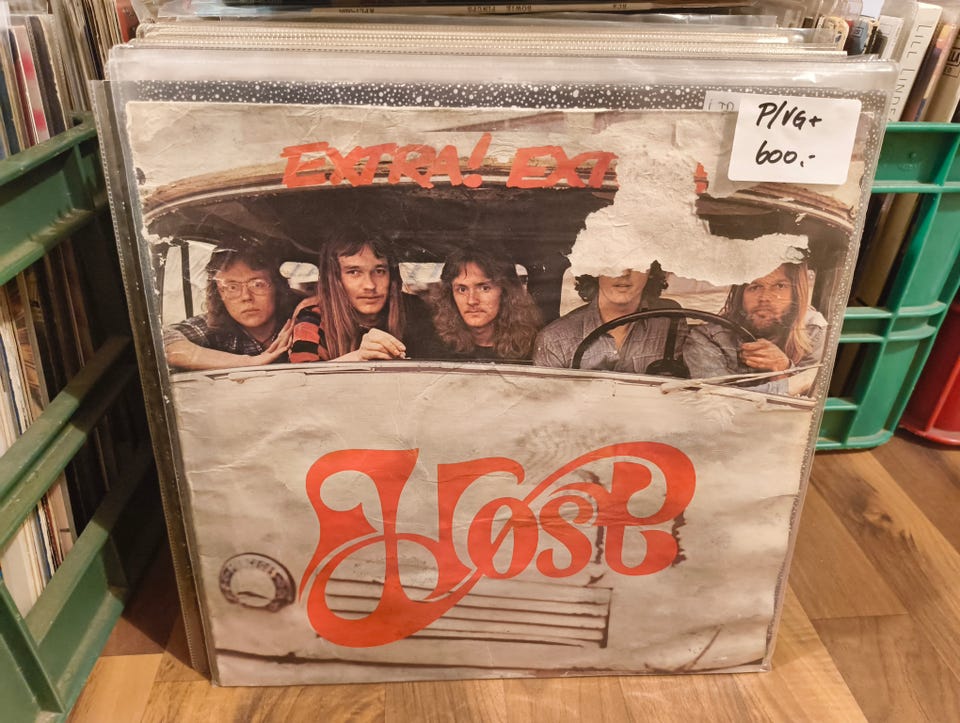 P/VG+
600.-
EXTRA! EXT
Høst